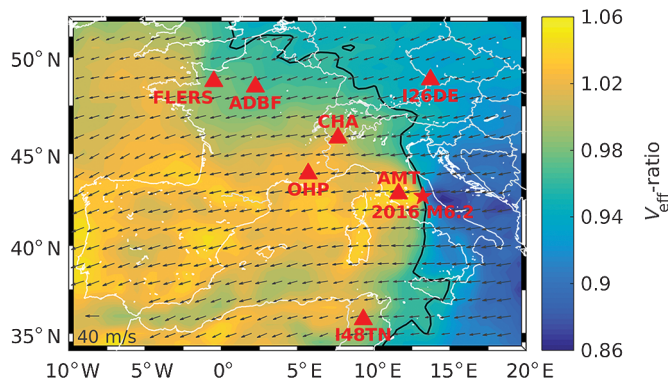 50° N
45° N
40° N
35° N
10° W
5° W
0°
5° E
10° E
15° E
20° E
FLERS
ADBF
I26DE
CHA
OHP
AMT
2016 M6.2
I48TN
40 m/s
1.06
1.02
0.98
0.94
0.9
0.86
Veff-ratio